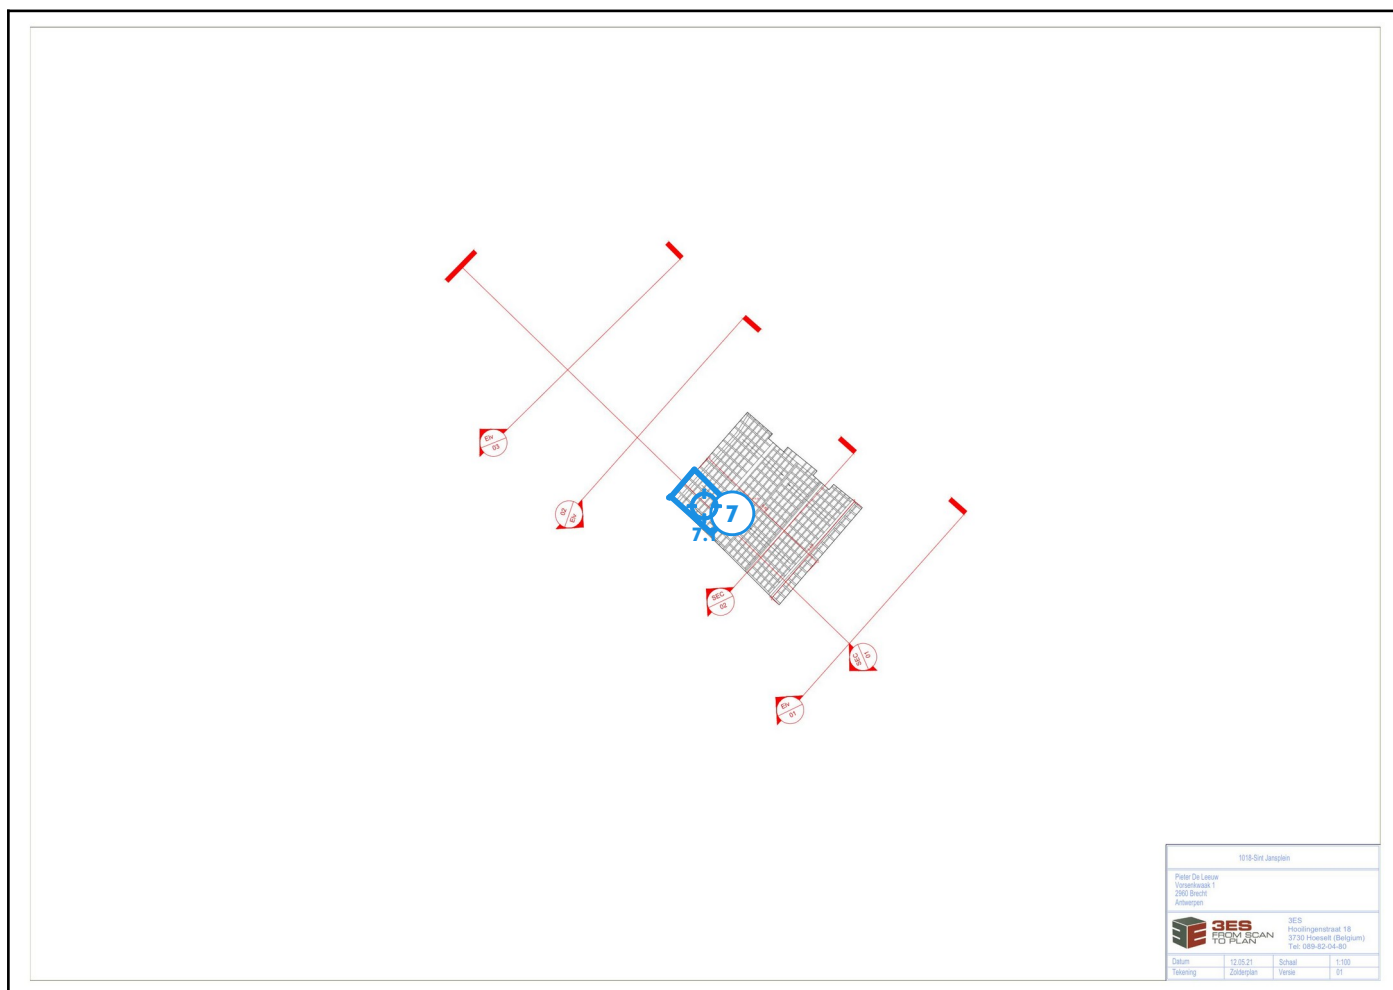 Elv
03
02
Elv
7
7.
SEC
02
SEC
01
Elv
01
1018-Sint Jansplein
Pieter De Leeuw
Vorsenkwaak 1
2960 Brecht
Antwerpen
3ES
FROM SCAN
TO PLAN
3ES
Hooilingenstraat 18
3730 Hoeselt (Belgium)
Tel: 089-82-04-80
Datum 12.05.21 Schaal 1:100
Tekening Zolderplan Versie 01